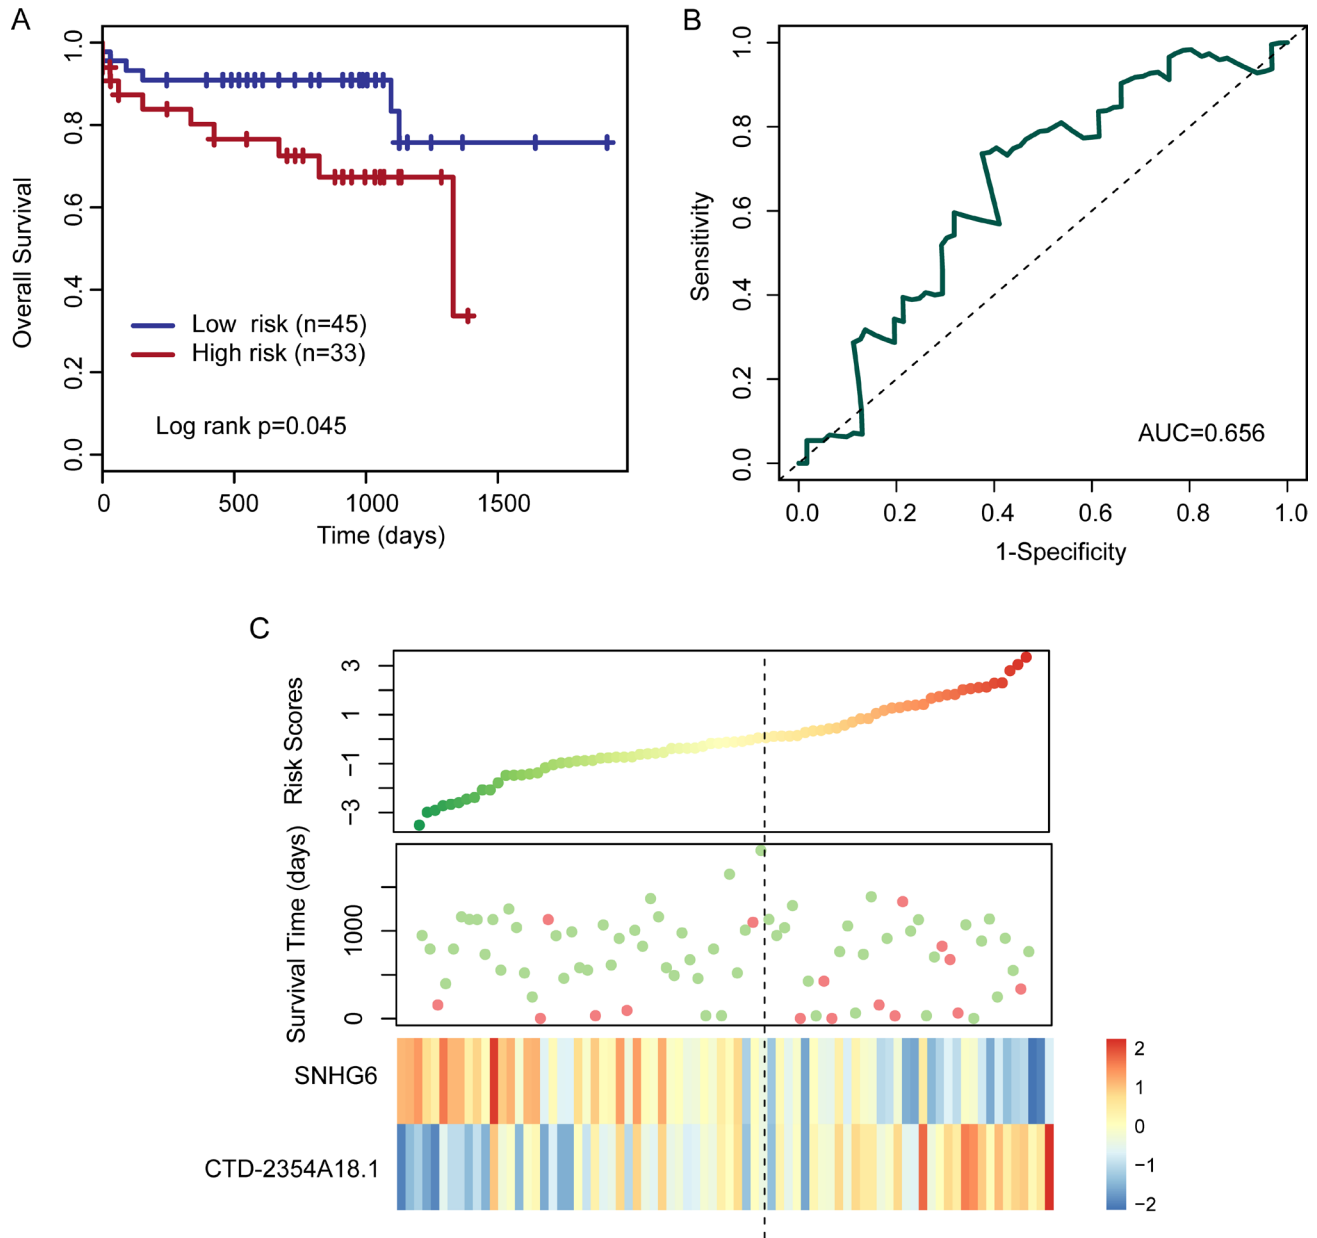 A
1.0
0.8
0.6
0.4
0.2
0.0
Overall Survival
Low risk (n=45)
High risk (n=33)
Log rank p=0.045
0
500
1000
1500
Time (days)
B
1.0
0.8
0.6
0.4
0.2
0.0
Sensitivity
AUC=0.656
0.0
0.2
0.4
0.6
0.8
1.0
1-Specificity
C
3
1
−1
−3
Risk Scores
1000
0
Survival Time (days)
SNHG6
CTD-2354A18.1
2
1
0
−1
−2